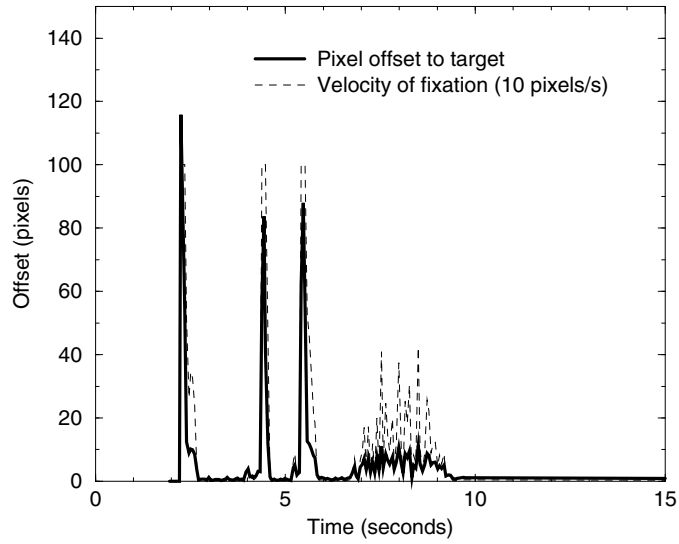 140
120
100
80
60
40
20
0
Offset (pixels)
Pixel offset to target
Velocity of fixation (10 pixels/s)
0 5 10 15
Time (seconds)